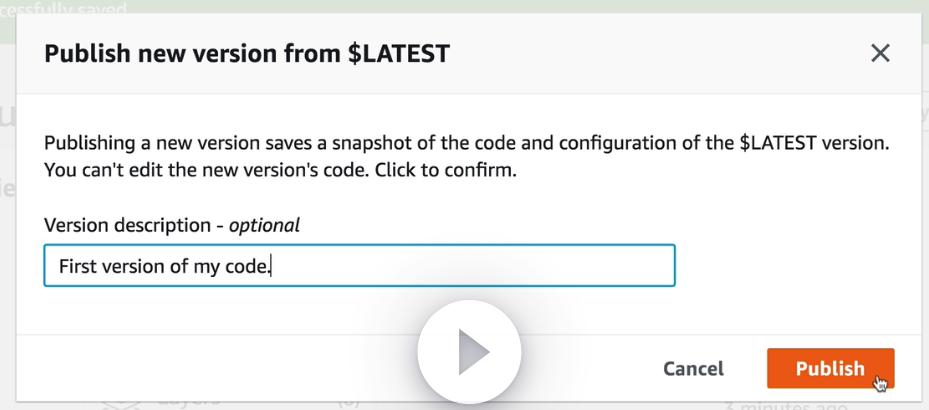 cessfully saved
Publish new version from $LATEST
Publishing a new version saves a snapshot of the code and configuration of the $LATEST version.
You can't edit the new version's code. Click to confirm.
Version description - optional
First version of my code.
Cancel
Publish
Layers
(0)
3 minutes ago